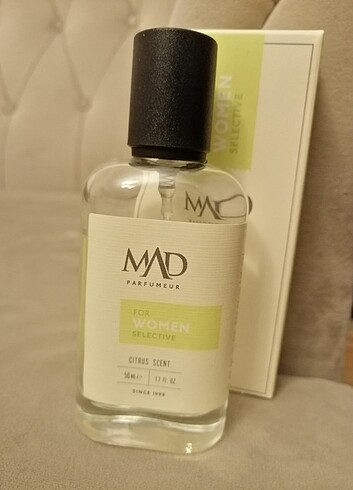 WOMEN
SELECTIVE
MAD
MAD
PARFUMEUR
FOR
WOMEN
SELECTIVE
CITRUS SCENT
50ML℮ 1.7 FL. OZ.
SINCE 1999